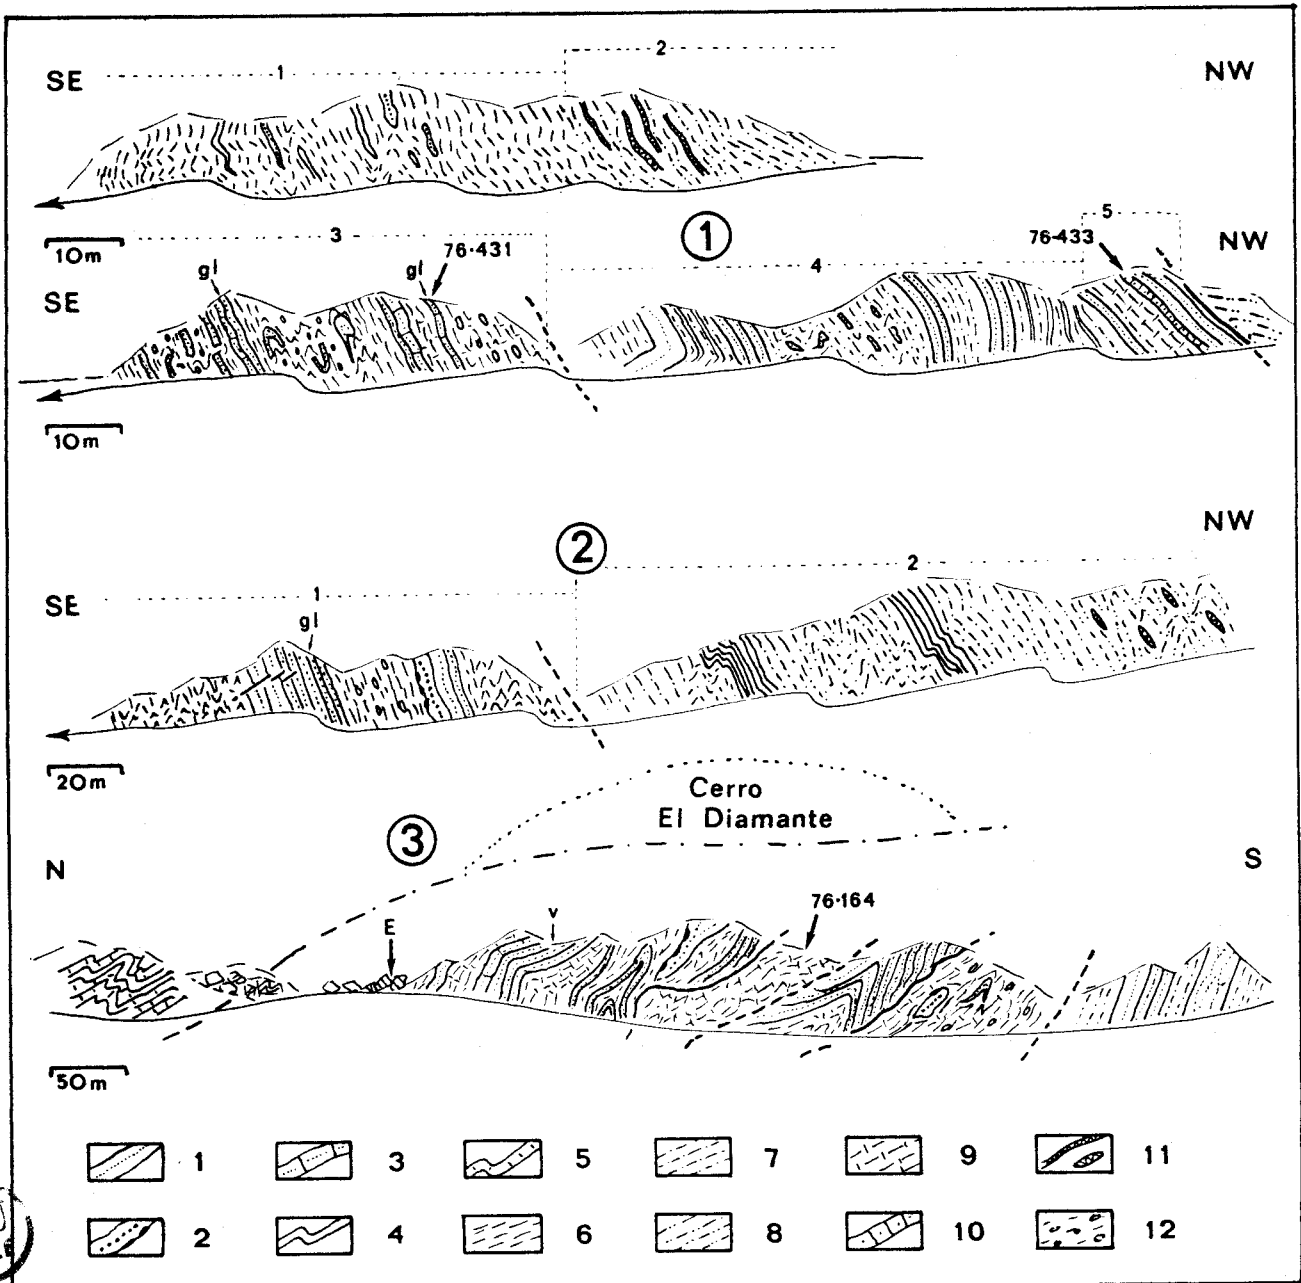 SE 1 2 NW
10m 3 1 76-433 5 NW
gl gl 76-431 4
SE
10m
2 NW
SE 1 2
gl
20m
Cerro
El Diamante
3
N S
E v 76-164
50m
1 3 5 7 9 11
2 4 6 8 10 12